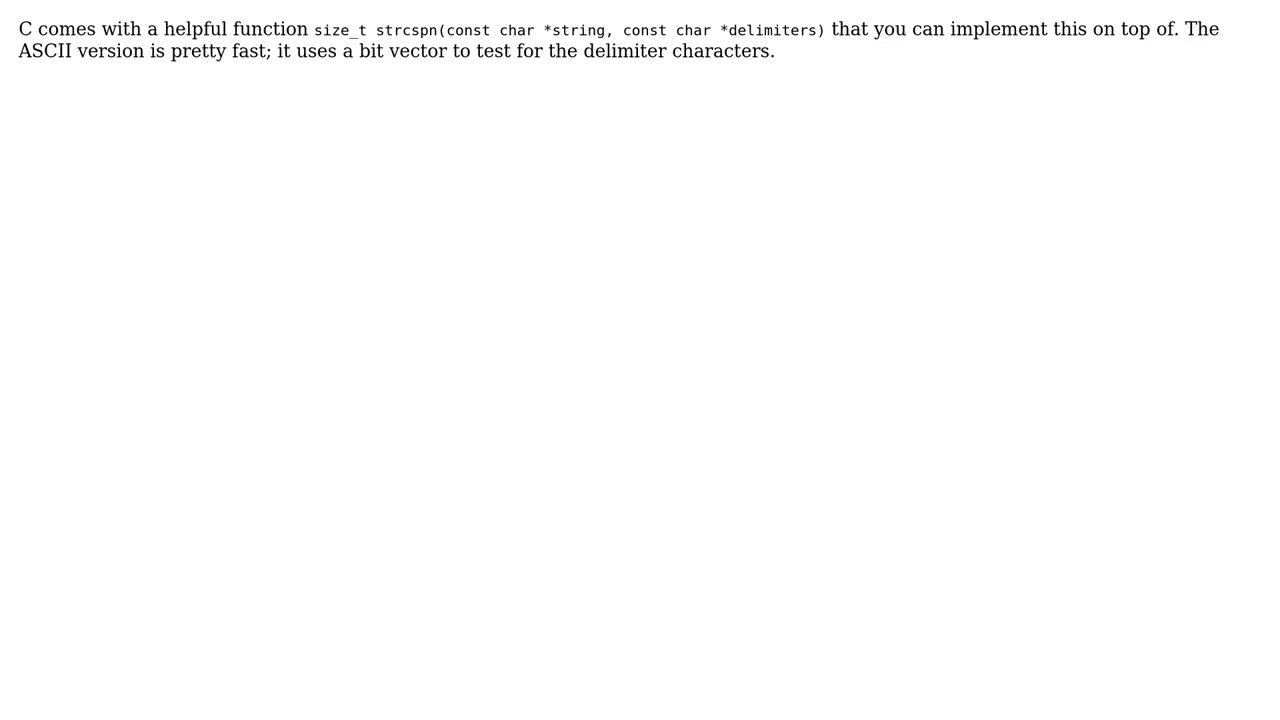 C comes with a helpful function size_t strcspn(const char *string, const char *delimiters) that you can implement this on top of. The
ASCII version is pretty fast; it uses a bit vector to test for the delimiter characters.